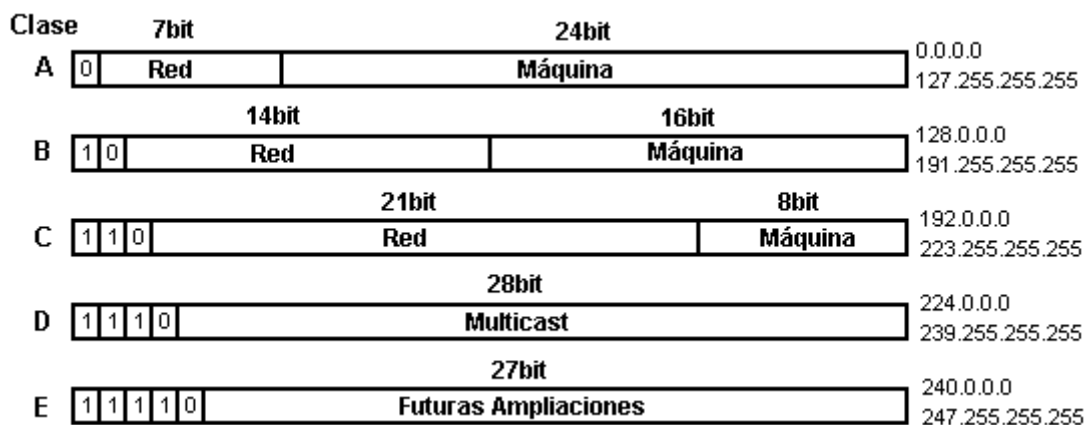 Clase 7bit 24bit
A 0 Red Máquina 0.0.0.0
127.255.255.255
14bit 16bit
B 1 0 Red Máquina 128.0.0.0
191.255.255.255
21bit 8bit
C 1 1 0 Red Máquina 192.0.0.0
223.255.255.255
28bit
D 1 1 1 0 Multicast 224.0.0.0
239.255.255.255
27bit
E 1 1 1 1 0 Futuras Ampliaciones 240.0.0.0
247.255.255.255